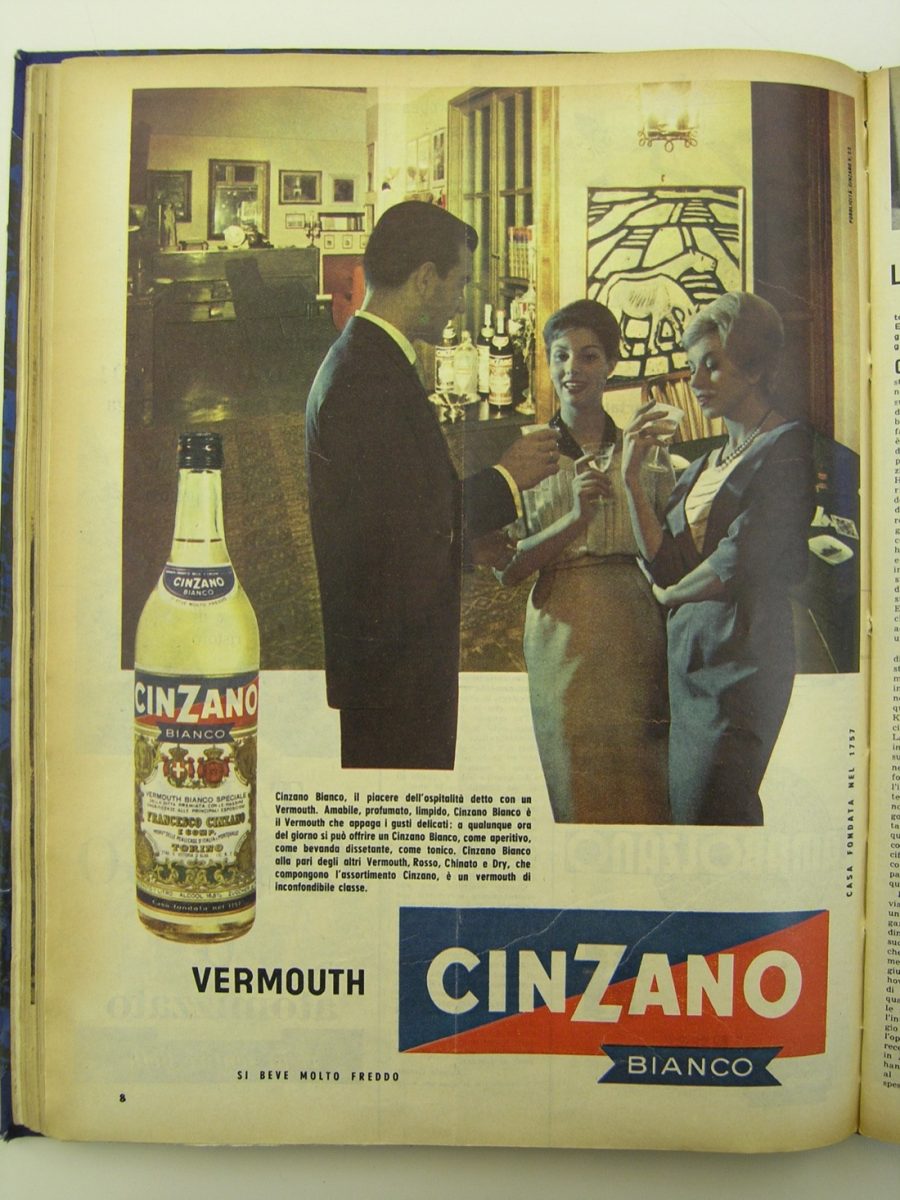 PUBBLICITÀ CINZANO
CINZANO
BIANCO
SI BEVE MOLTO FREDDO
CINZANO
BIANCO
VERMOUTH BIANCO SPECIALE
FRANCESCO CINZANO
E COMP.
TORINO
Casa fondata nel 1757
Cinzano Bianco, il piacere dell'ospitalità detto con un
Vermouth. Amabile, profumato, limpido, Cinzano Bianco è
il Vermouth che appaga i gusti delicati: a qualunque ora
del giorno si può offrire un Cinzano Bianco, come aperitivo,
come bevanda dissetante, come tonico. Cinzano Bianco
alla pari degli altri Vermouth, Rosso, Chinato e Dry, che
compongono l'assortimento Cinzano, è un vermouth di
inconfondibile classe.
CASA FONDATA NEL 1757
VERMOUTH
CINZANO
BIANCO
SI BEVE MOLTO FREDDO
8